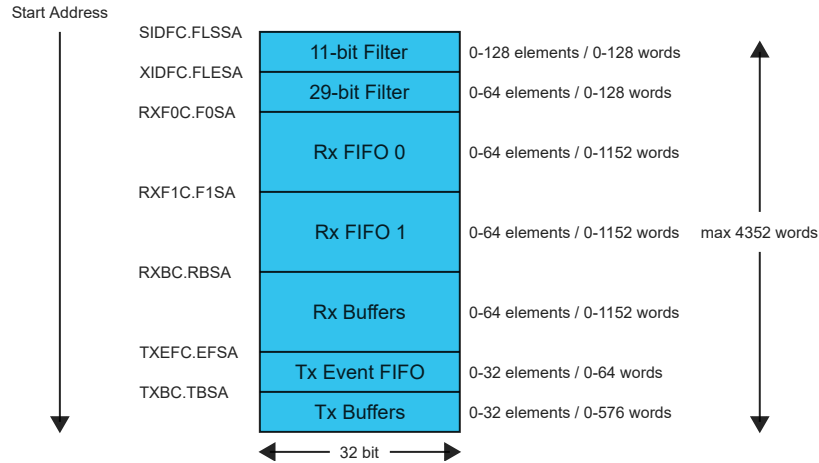 Start Address
SIDFC.FLSSA
11-bit Filter
0-128 elements / 0-128 words
XIDFC.FLESA
29-bit Filter
0-64 elements / 0-128 words
RXF0C.F0SA
Rx FIFO 0
0-64 elements / 0-1152 words
RXF1C.F1SA
Rx FIFO 1
0-64 elements / 0-1152 words
max 4352 words
RXBC.RBSA
Rx Buffers
0-64 elements / 0-1152 words
TXEFC.EFSA
Tx Event FIFO
0-32 elements / 0-64 words
TXBC.TBSA
Tx Buffers
0-32 elements / 0-576 words
32 bit